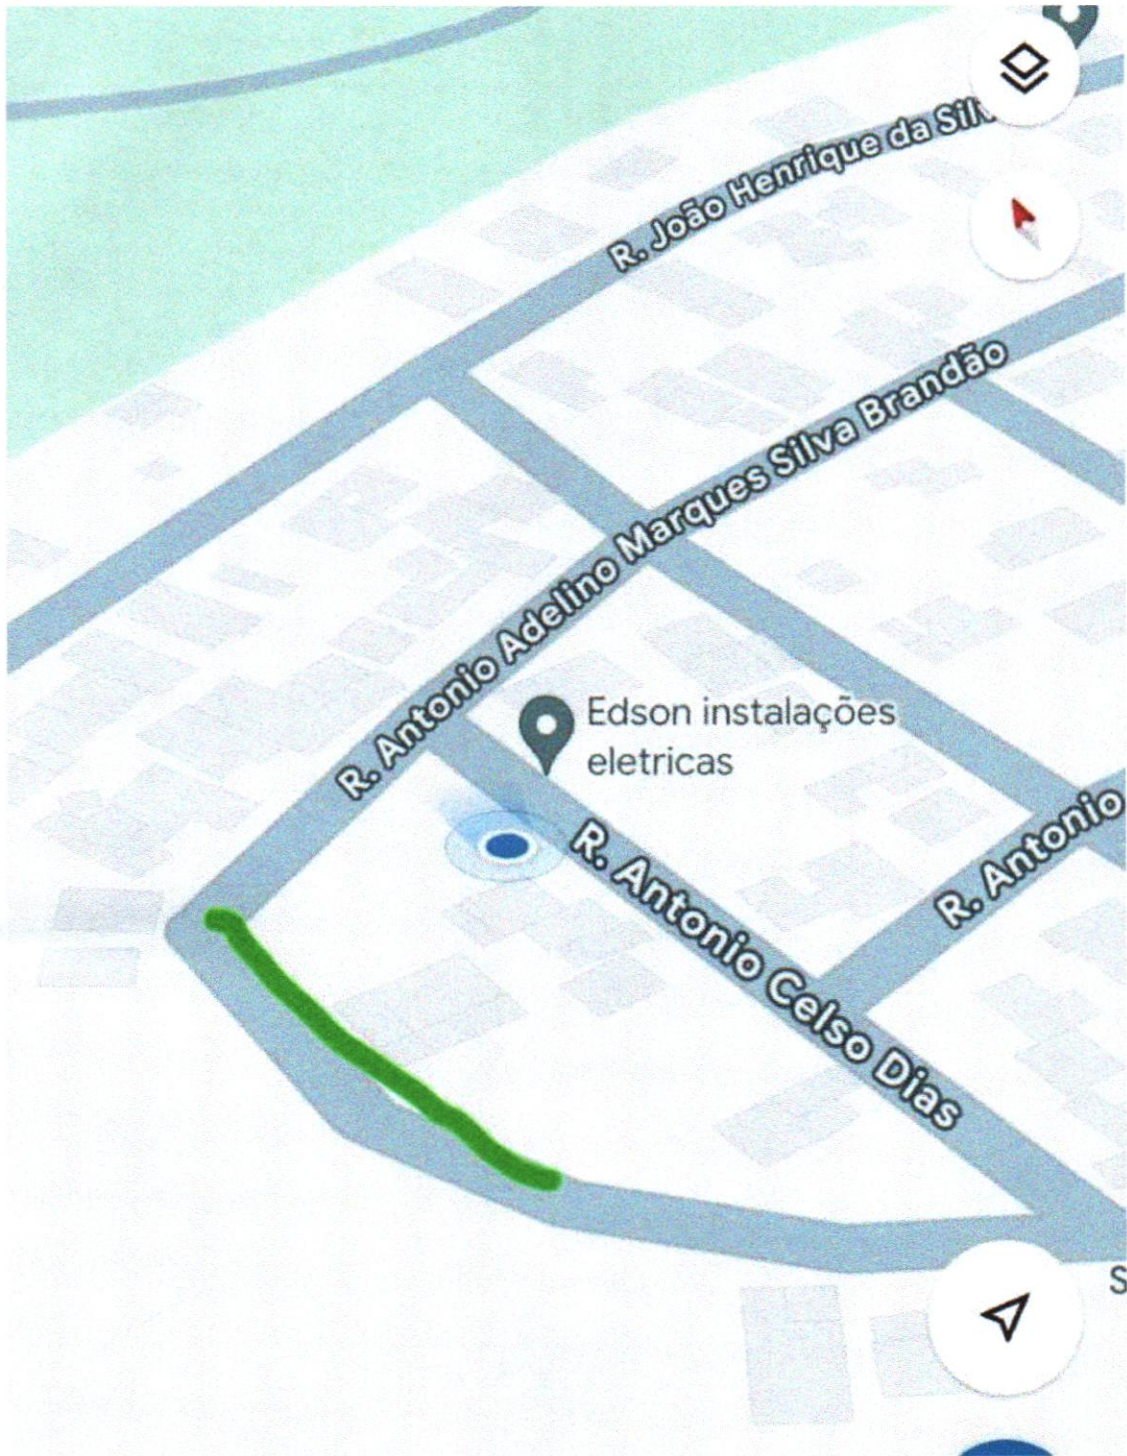 R. João Henrique da Silv
R. Antonio Adelino Marques Silva Brandão
Edson instalações
eletricas
R. Antonio Celso Dias
R. Antonio
S